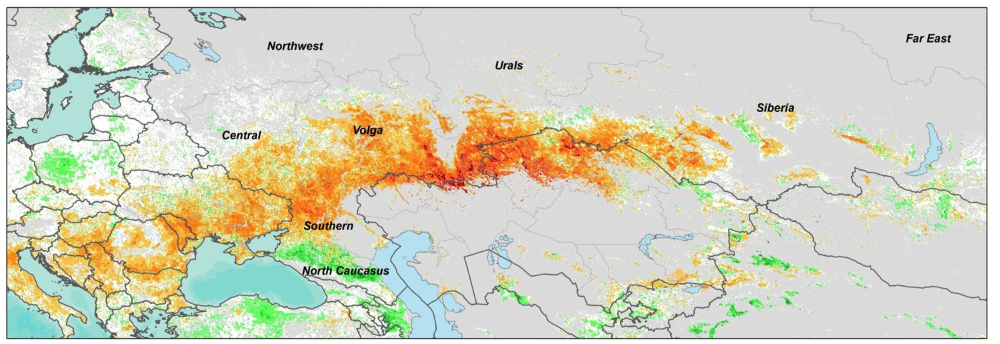 Far East
Northwest
Urals
Siberia
Volga
Central
Southern
North Caucasus